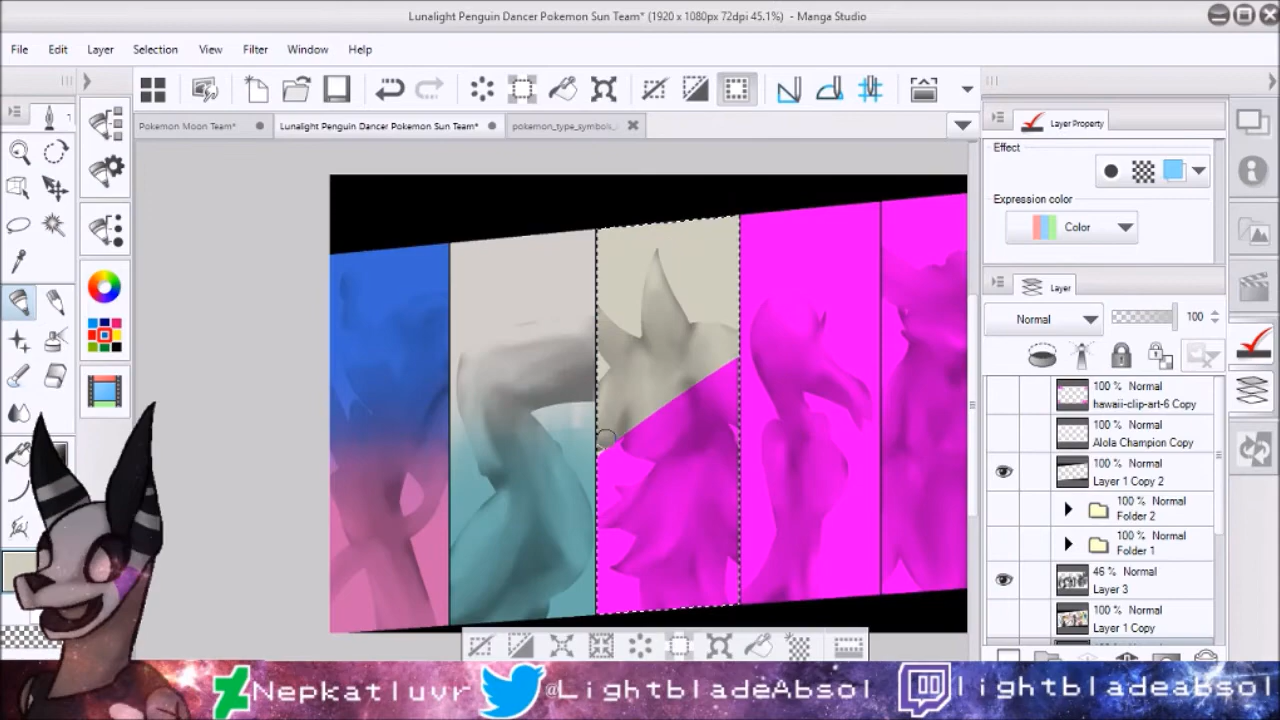 Lunalight Penguin Dancer Pokemon Sun Team* (1920 x 1080px 72dpi 45.1%) - Manga Studio
File Edit Layer Selection View Filter Window Help
Pokemon Moon Team* Lunalight Penguin Dancer Pokemon Sun Team* pokemon_type_symbols_
Layer Property
Effect
Expression color
Color
Layer
Normal 100
100 % Normal
hawaii-clip-art-6 Copy
100 % Normal
Alola Champion Copy
100 % Normal
Layer 1 Copy 2
100 % Normal
Folder 2
100 % Normal
Folder 1
46 % Normal
Layer 3
100 % Normal
Layer 1 Copy
Nepkatluvr @LightbladeAbsol lightbladeabsol